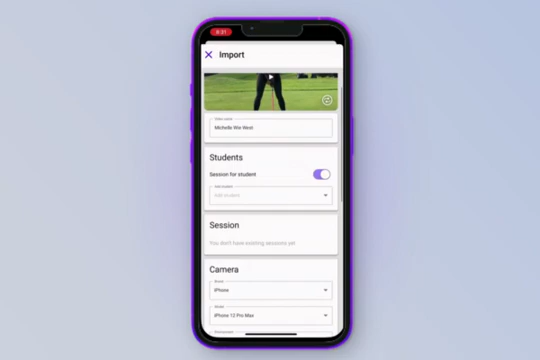 8:31
Import
Video name
Michelle Wie West
Students
Session for student
Add student
Add student
Session
You don't have existing sessions yet
Camera
Brand
iPhone
Model
iPhone 12 Pro Max